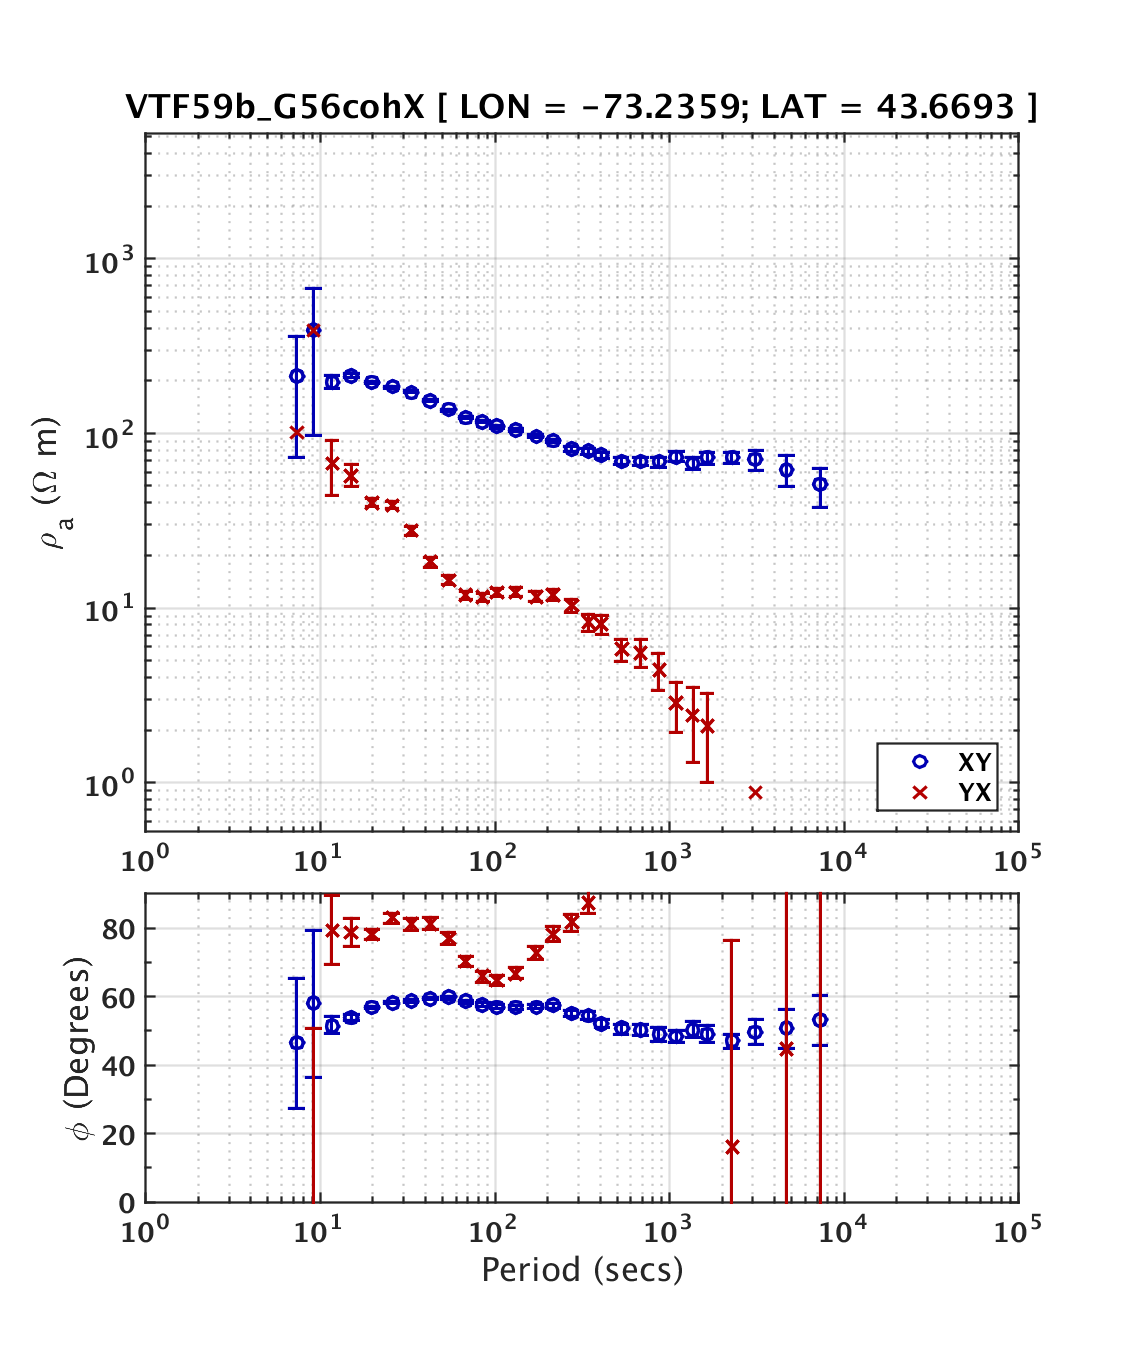 VTF59b_G56cohX [ LON = -73.2359; LAT = 43.6693 ]
10³
10²
10¹
10⁰
ρₐ (Ω m)
XY
YX
10⁰ 10¹ 10² 10³ 10⁴ 10⁵
80
60
40
20
0
ϕ (Degrees)
10⁰ 10¹ 10² 10³ 10⁴ 10⁵
Period (secs)